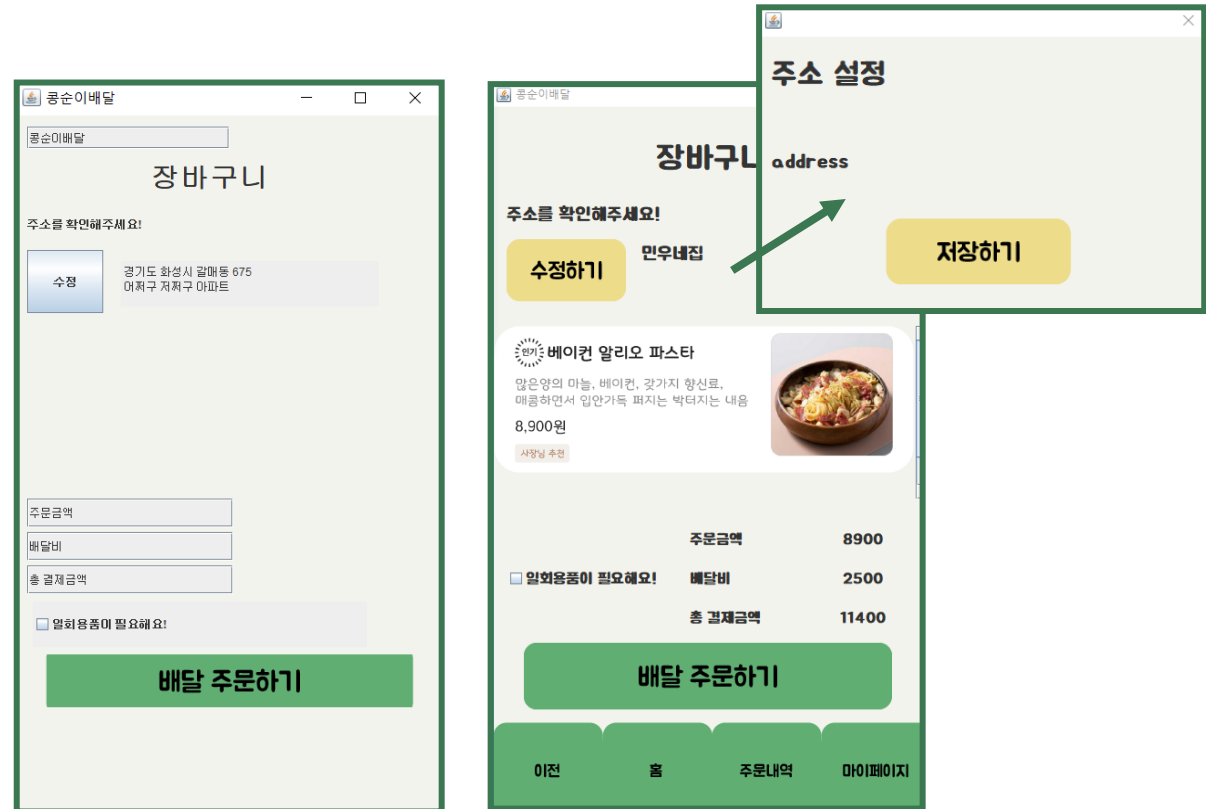 콩순이배달
콩순이배달
장바구니
주소를 확인해주세요!
수정
경기도 화성시 갈매동 675
어쩌구 저쩌구 아파트
주문금액
배달비
총 결제금액
일회용품이 필요해요!
배달 주문하기
콩순이배달
장바구니
주소를 확인해주세요!
수정하기
민우네집
인기 베이컨 알리오 파스타
많은양의 마늘, 베이컨, 갖가지 향신료,
매콤하면서 입안가득 퍼지는 박터지는 내음
8,900원
사장님 추천
주문금액 8900
일회용품이 필요해요! 배달비 2500
총 결제금액 11400
배달 주문하기
이전 홈 주문내역 마이페이지
주소 설정
address
저장하기